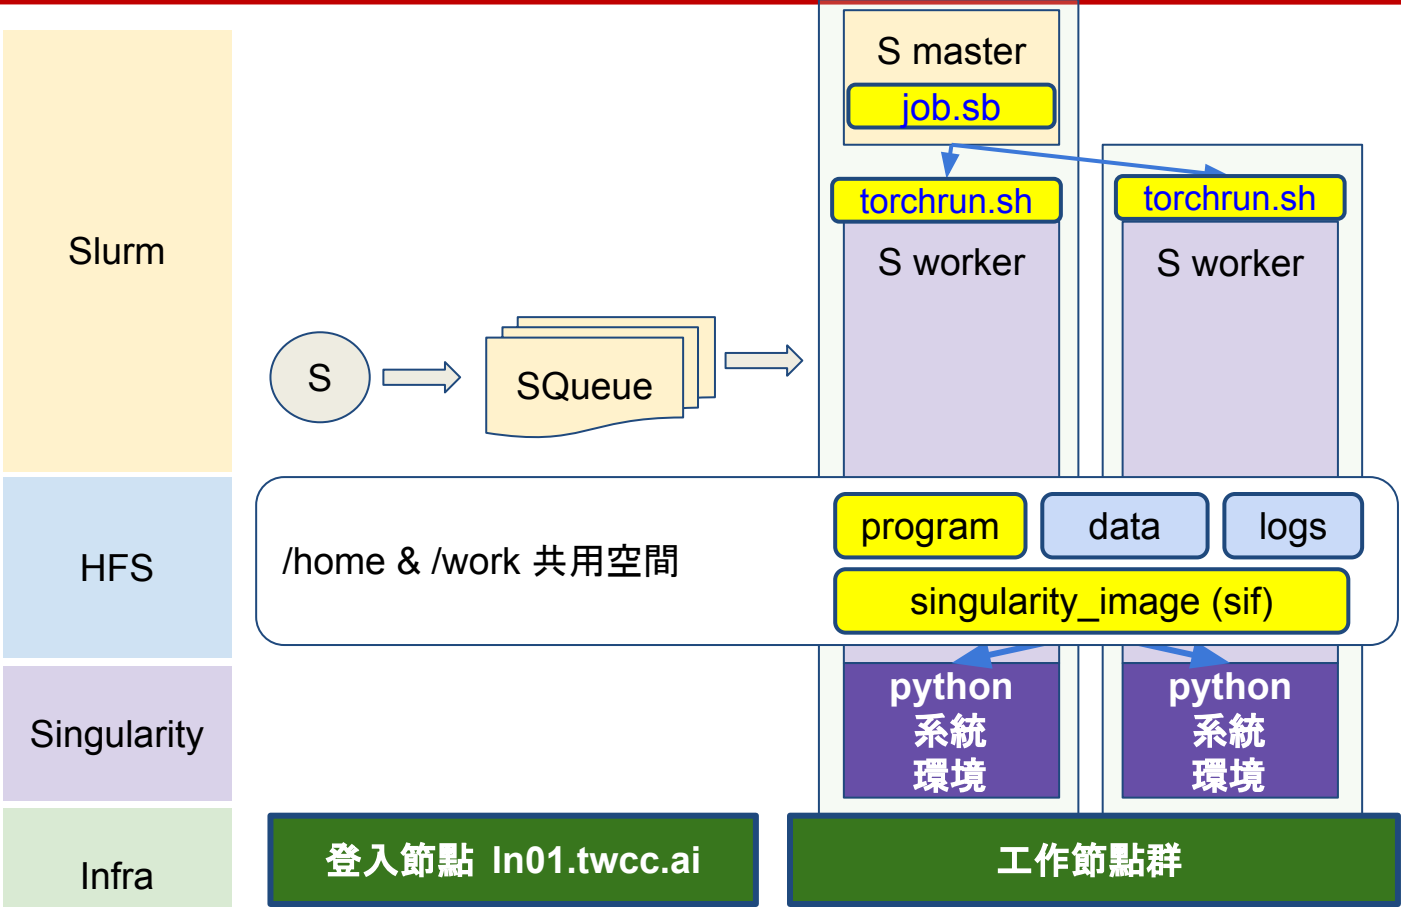 S master
job.sb
torchrun.sh
torchrun.sh
Slurm
S worker
S worker
S
SQueue
HFS
/home & /work 共用空間
program
data
logs
singularity_image (sif)
Singularity
python
系統
環境
python
系統
環境
Infra
登入節點 ln01.twcc.ai
工作節點群